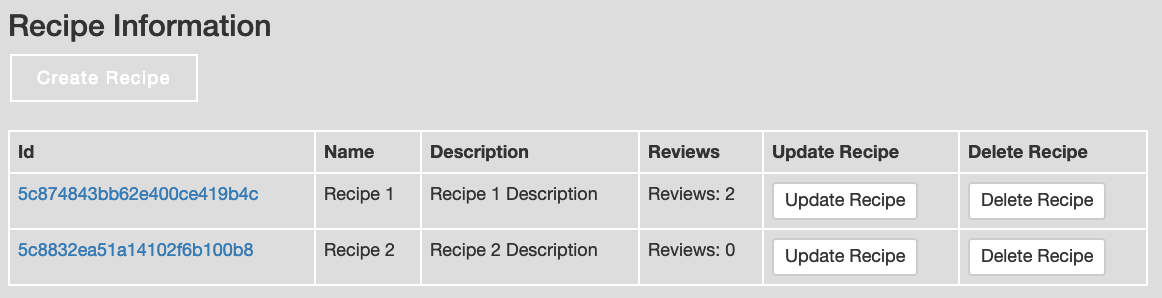 Recipe Information
Create Recipe
Id Name Description Reviews Update Recipe Delete Recipe
5c874843bb62e400ce419b4c Recipe 1 Recipe 1 Description Reviews: 2 Update Recipe Delete Recipe
5c8832ea51a14102f6b100b8 Recipe 2 Recipe 2 Description Reviews: 0 Update Recipe Delete Recipe